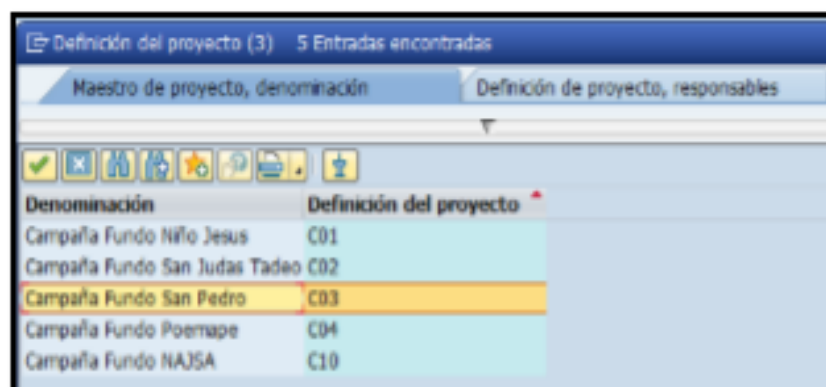 Definición del proyecto (3) 5 Entradas encontradas
Maestro de proyecto, denominación Definición de proyecto, responsables
Denominación Definición del proyecto
Campaña Fundo Niño Jesus C01
Campaña Fundo San Judas Tadeo C02
Campaña Fundo San Pedro C03
Campaña Fundo Poemape C04
Campaña Fundo NAJSA C10